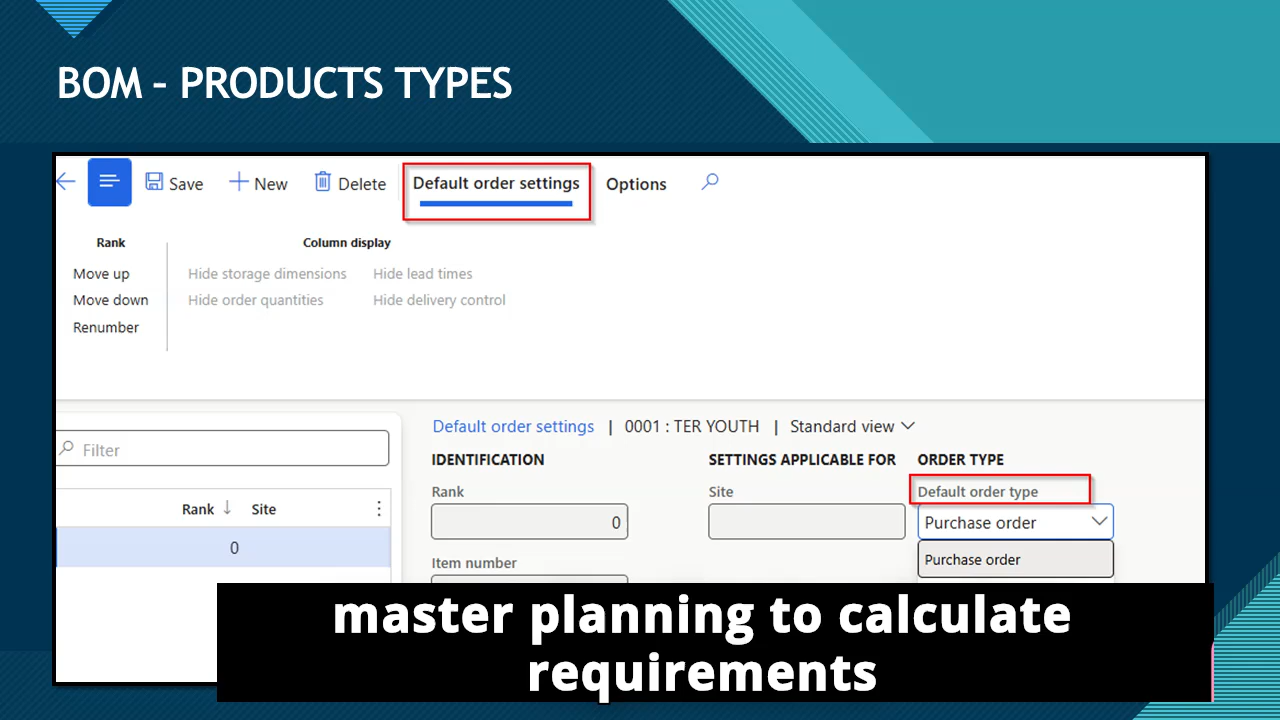 BOM – PRODUCTS TYPES
Save New Delete Default order settings Options
Rank Column display
Move up Hide storage dimensions Hide lead times
Move down Hide order quantities Hide delivery control
Renumber
Default order settings | 0001 : TER YOUTH | Standard view
Filter
IDENTIFICATION SETTINGS APPLICABLE FOR ORDER TYPE
Rank Site Default order type
Rank Site
0 Purchase order
0
Item number Purchase order
master planning to calculate
requirements